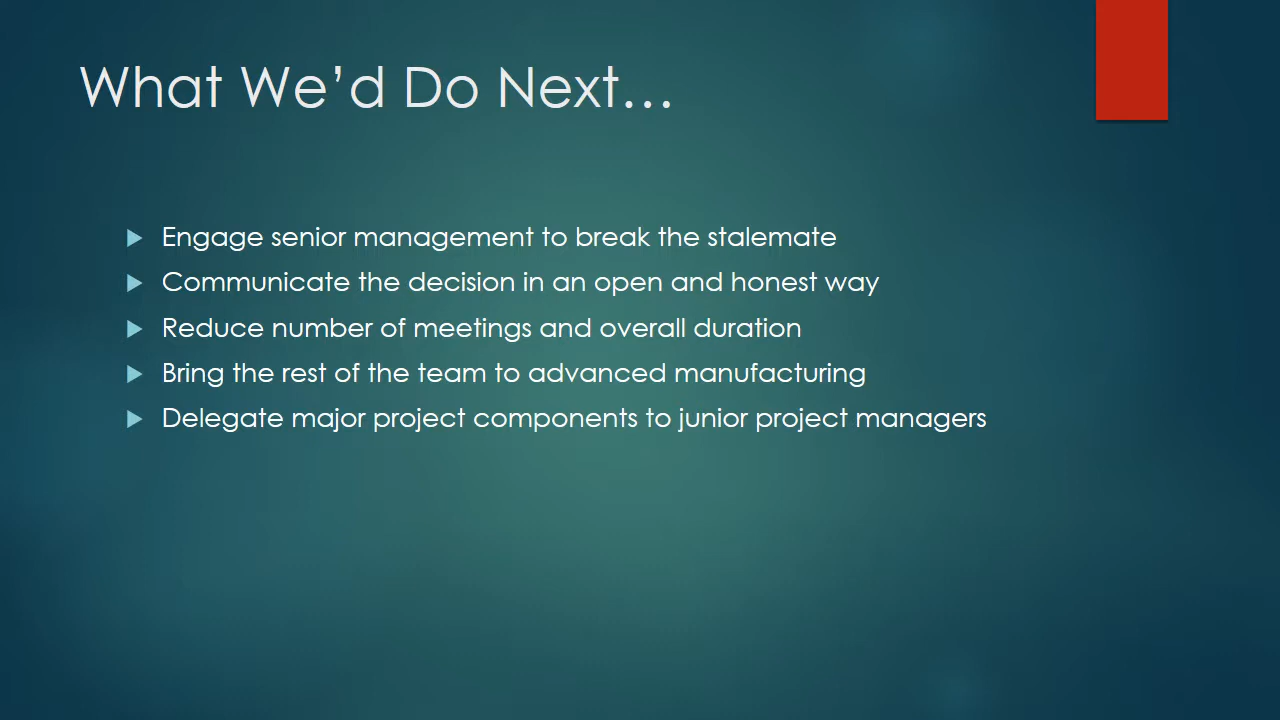 What We’d Do Next…
Engage senior management to break the stalemate
Communicate the decision in an open and honest way
Reduce number of meetings and overall duration
Bring the rest of the team to advanced manufacturing
Delegate major project components to junior project managers